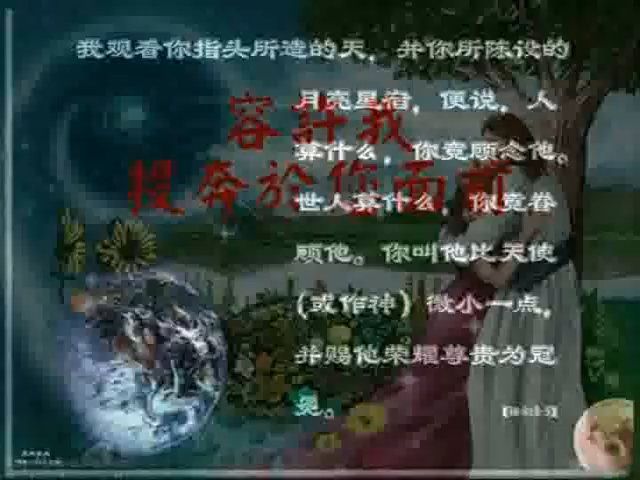 我观看你指头所造的天，并你所陈设的
月亮星宿，便说，人
算什么，你竟顾念他。
世人算什么，你竟眷
顾他。你叫他比天使
(或作神）微小一点，
并赐他荣耀尊贵为冠
冕。
容許我
投奔於您面前